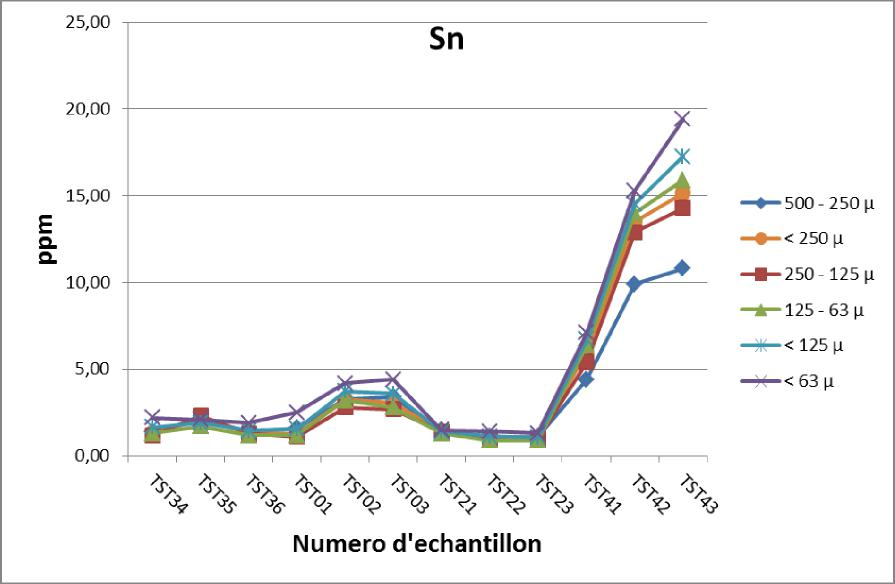 Sn
25,00
20,00
15,00
10,00
5,00
0,00
ppm
TST34
TST35
TST36
TST01
TST02
TST03
TST21
TST22
TST23
TST41
TST42
TST43
Numero d'echantillon
500 - 250 µ
< 250 µ
250 - 125 µ
125 - 63 µ
< 125 µ
< 63 µ